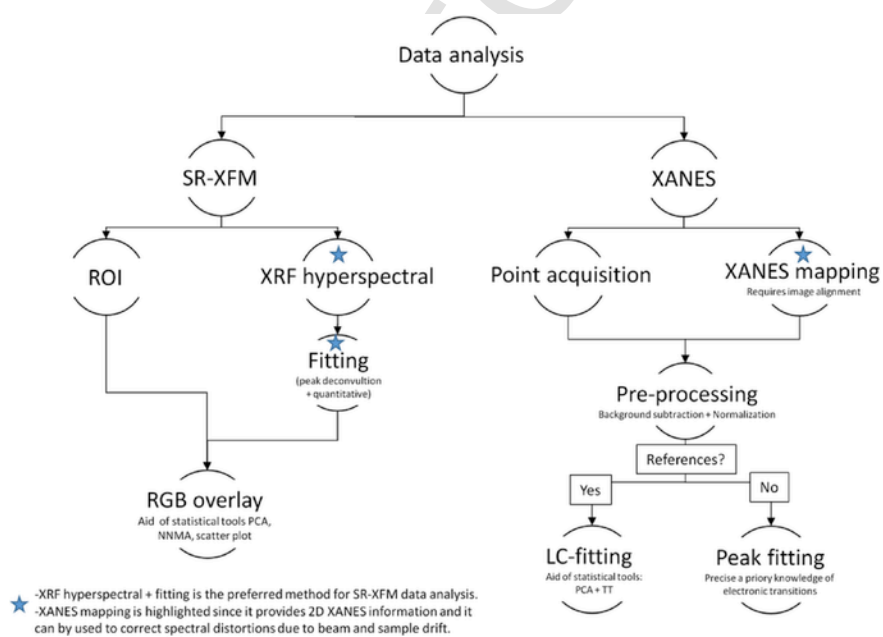 Data analysis
SR-XFM
XANES
ROI
XRF hyperspectral
Point acquisition
XANES mapping
Requires image alignment
Fitting
(peak deconvultion
+ quantitative)
Pre-processing
Background subtraction + Normalization
References?
Yes
No
RGB overlay
Aid of statistical tools PCA,
NNMA, scatter plot
LC-fitting
Aid of statistical tools:
PCA + TT
Peak fitting
Precise a priory knowledge of
electronic transitions
-XRF hyperspectral + fitting is the preferred method for SR-XFM data analysis.
-XANES mapping is highlighted since it provides 2D XANES information and it
can by used to correct spectral distortions due to beam and sample drift.